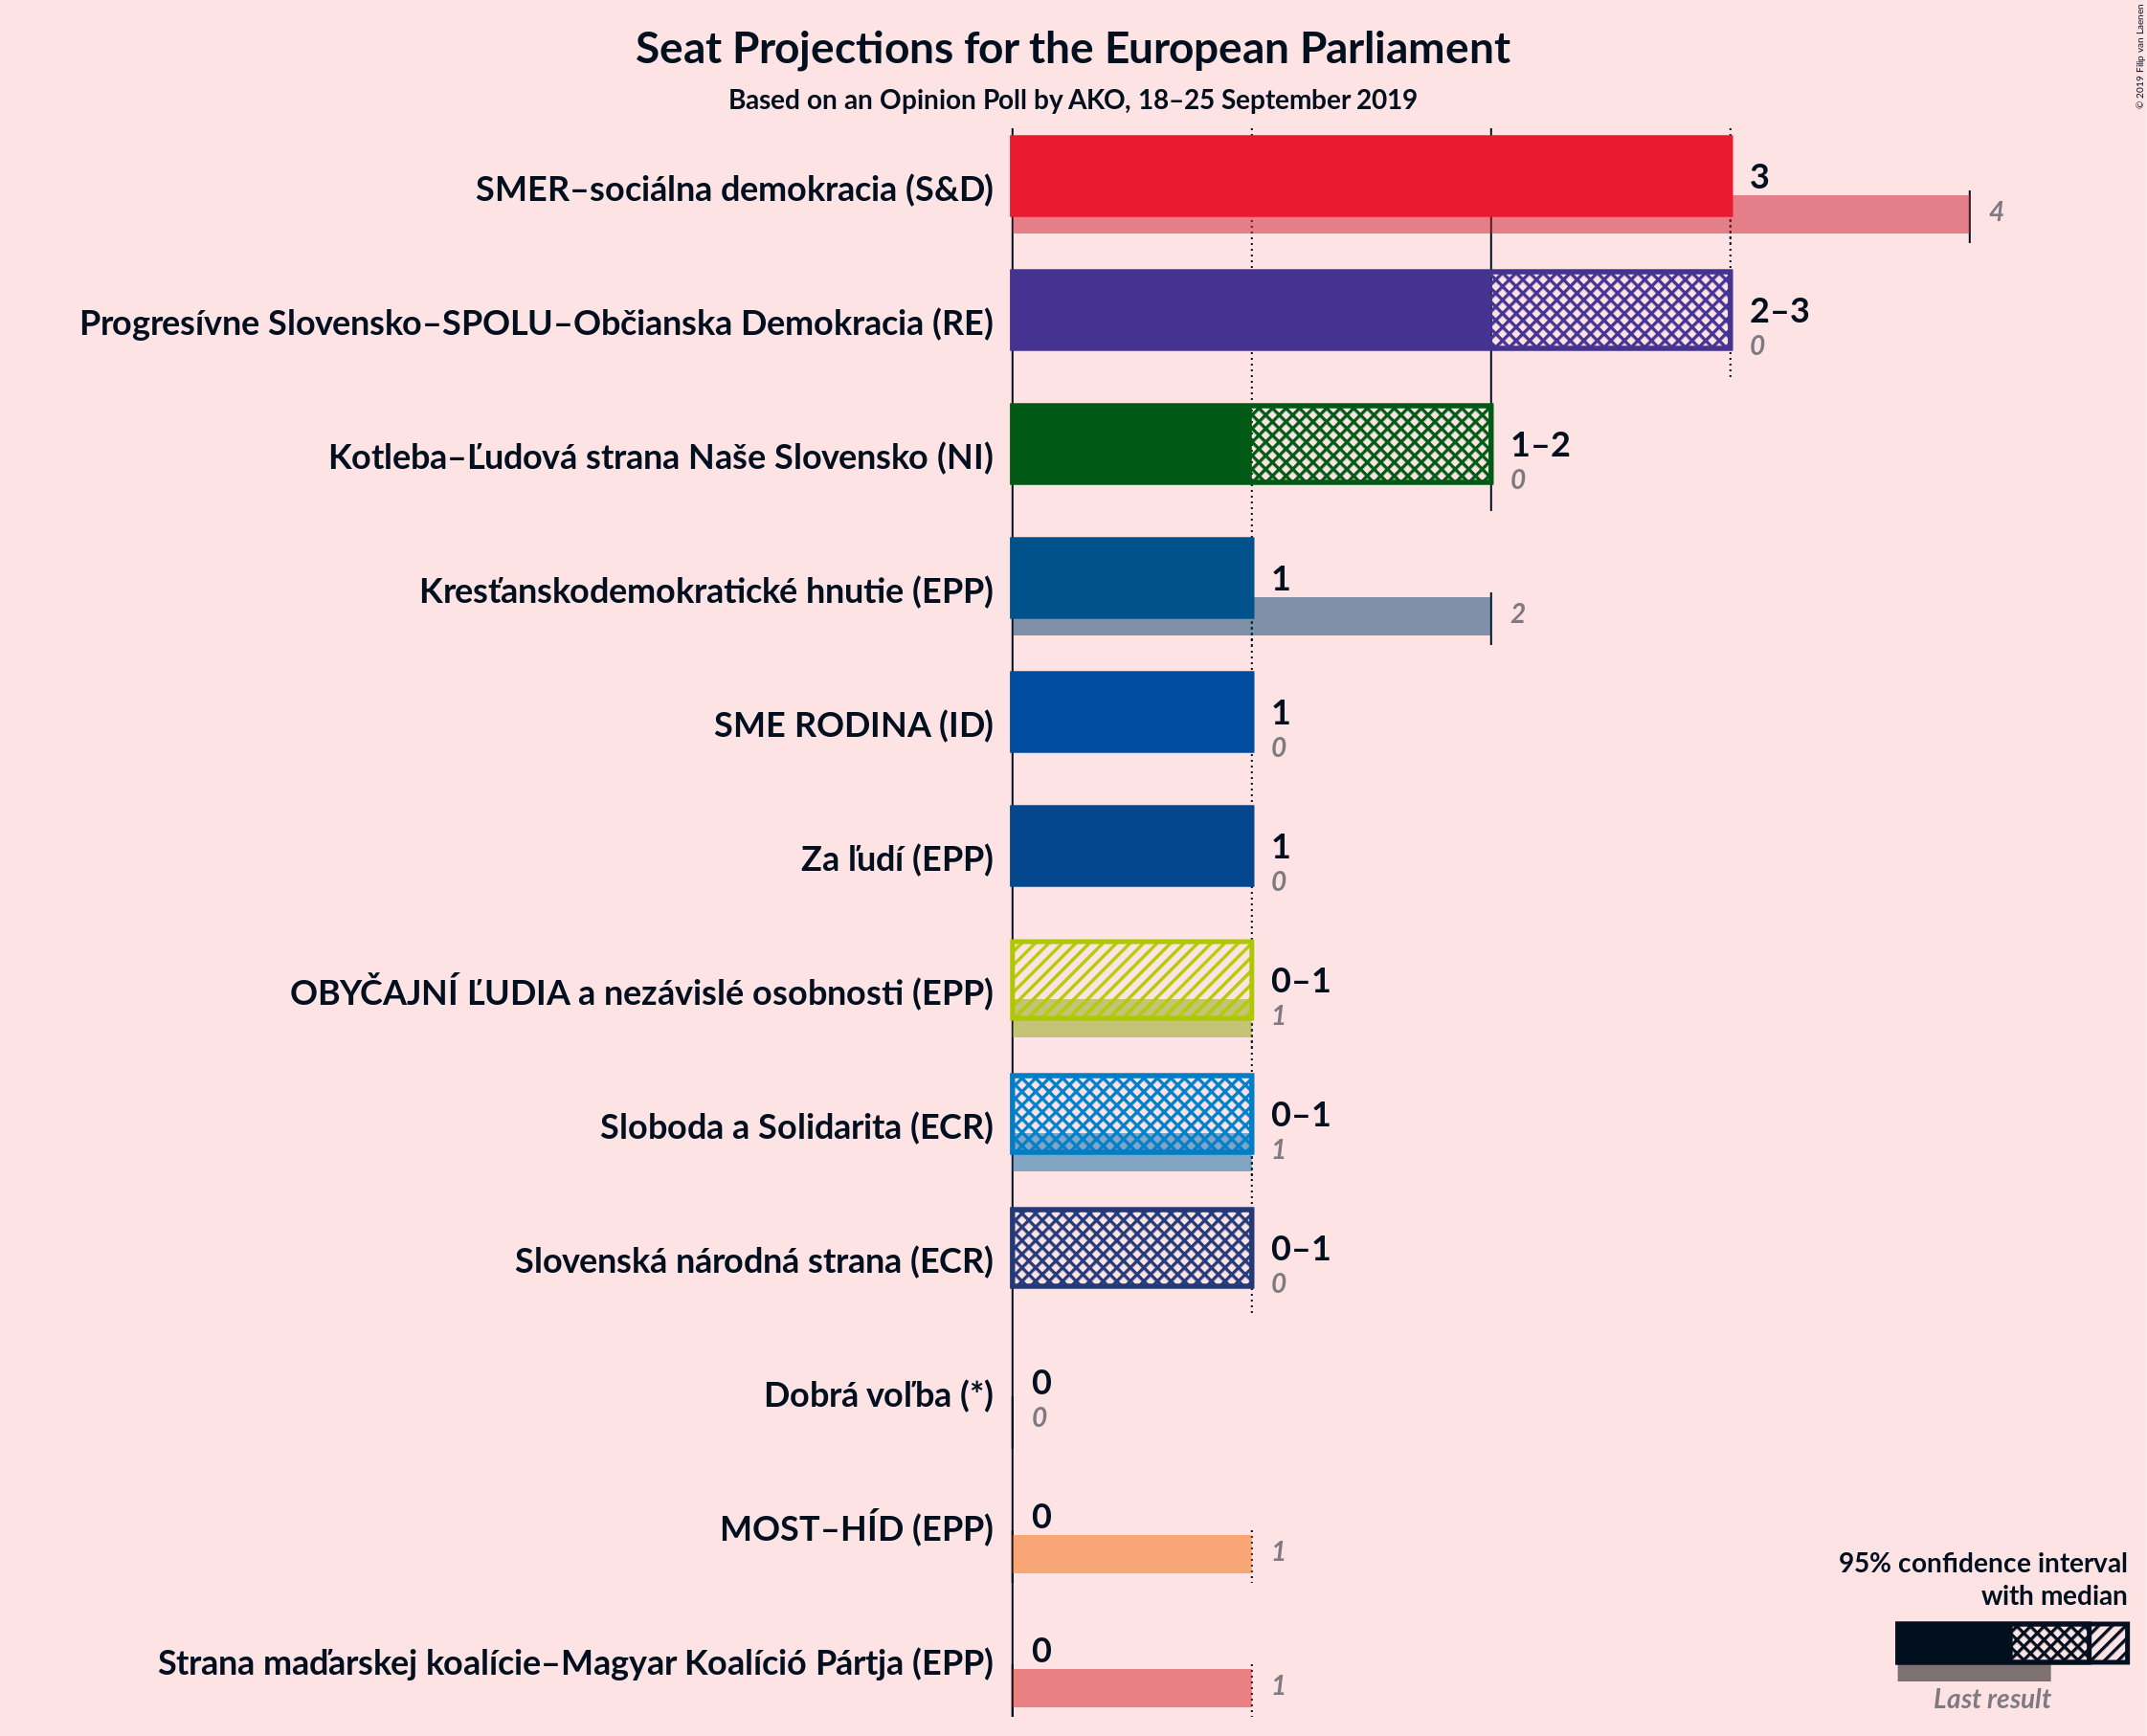 Seat Projections for the European Parliament
Based on an Opinion Poll by AKO, 18–25 September 2019
© 2019 Filip van Laenen
SMER–sociálna demokracia (S&D)
3
4
Progresívne Slovensko–SPOLU–Občianska Demokracia (RE)
2–3
0
Kotleba–Ľudová strana Naše Slovensko (NI)
1–2
0
Kresťanskodemokratické hnutie (EPP)
1
2
SME RODINA (ID)
1
0
Za ľudí (EPP)
1
0
OBYČAJNÍ ĽUDIA a nezávislé osobnosti (EPP)
0–1
1
Sloboda a Solidarita (ECR)
0–1
1
Slovenská národná strana (ECR)
0–1
0
Dobrá voľba (*)
0
0
MOST–HÍD (EPP)
0
1
Strana maďarskej koalície–Magyar Koalíció Pártja (EPP)
0
1
95% confidence interval
with median
Last result